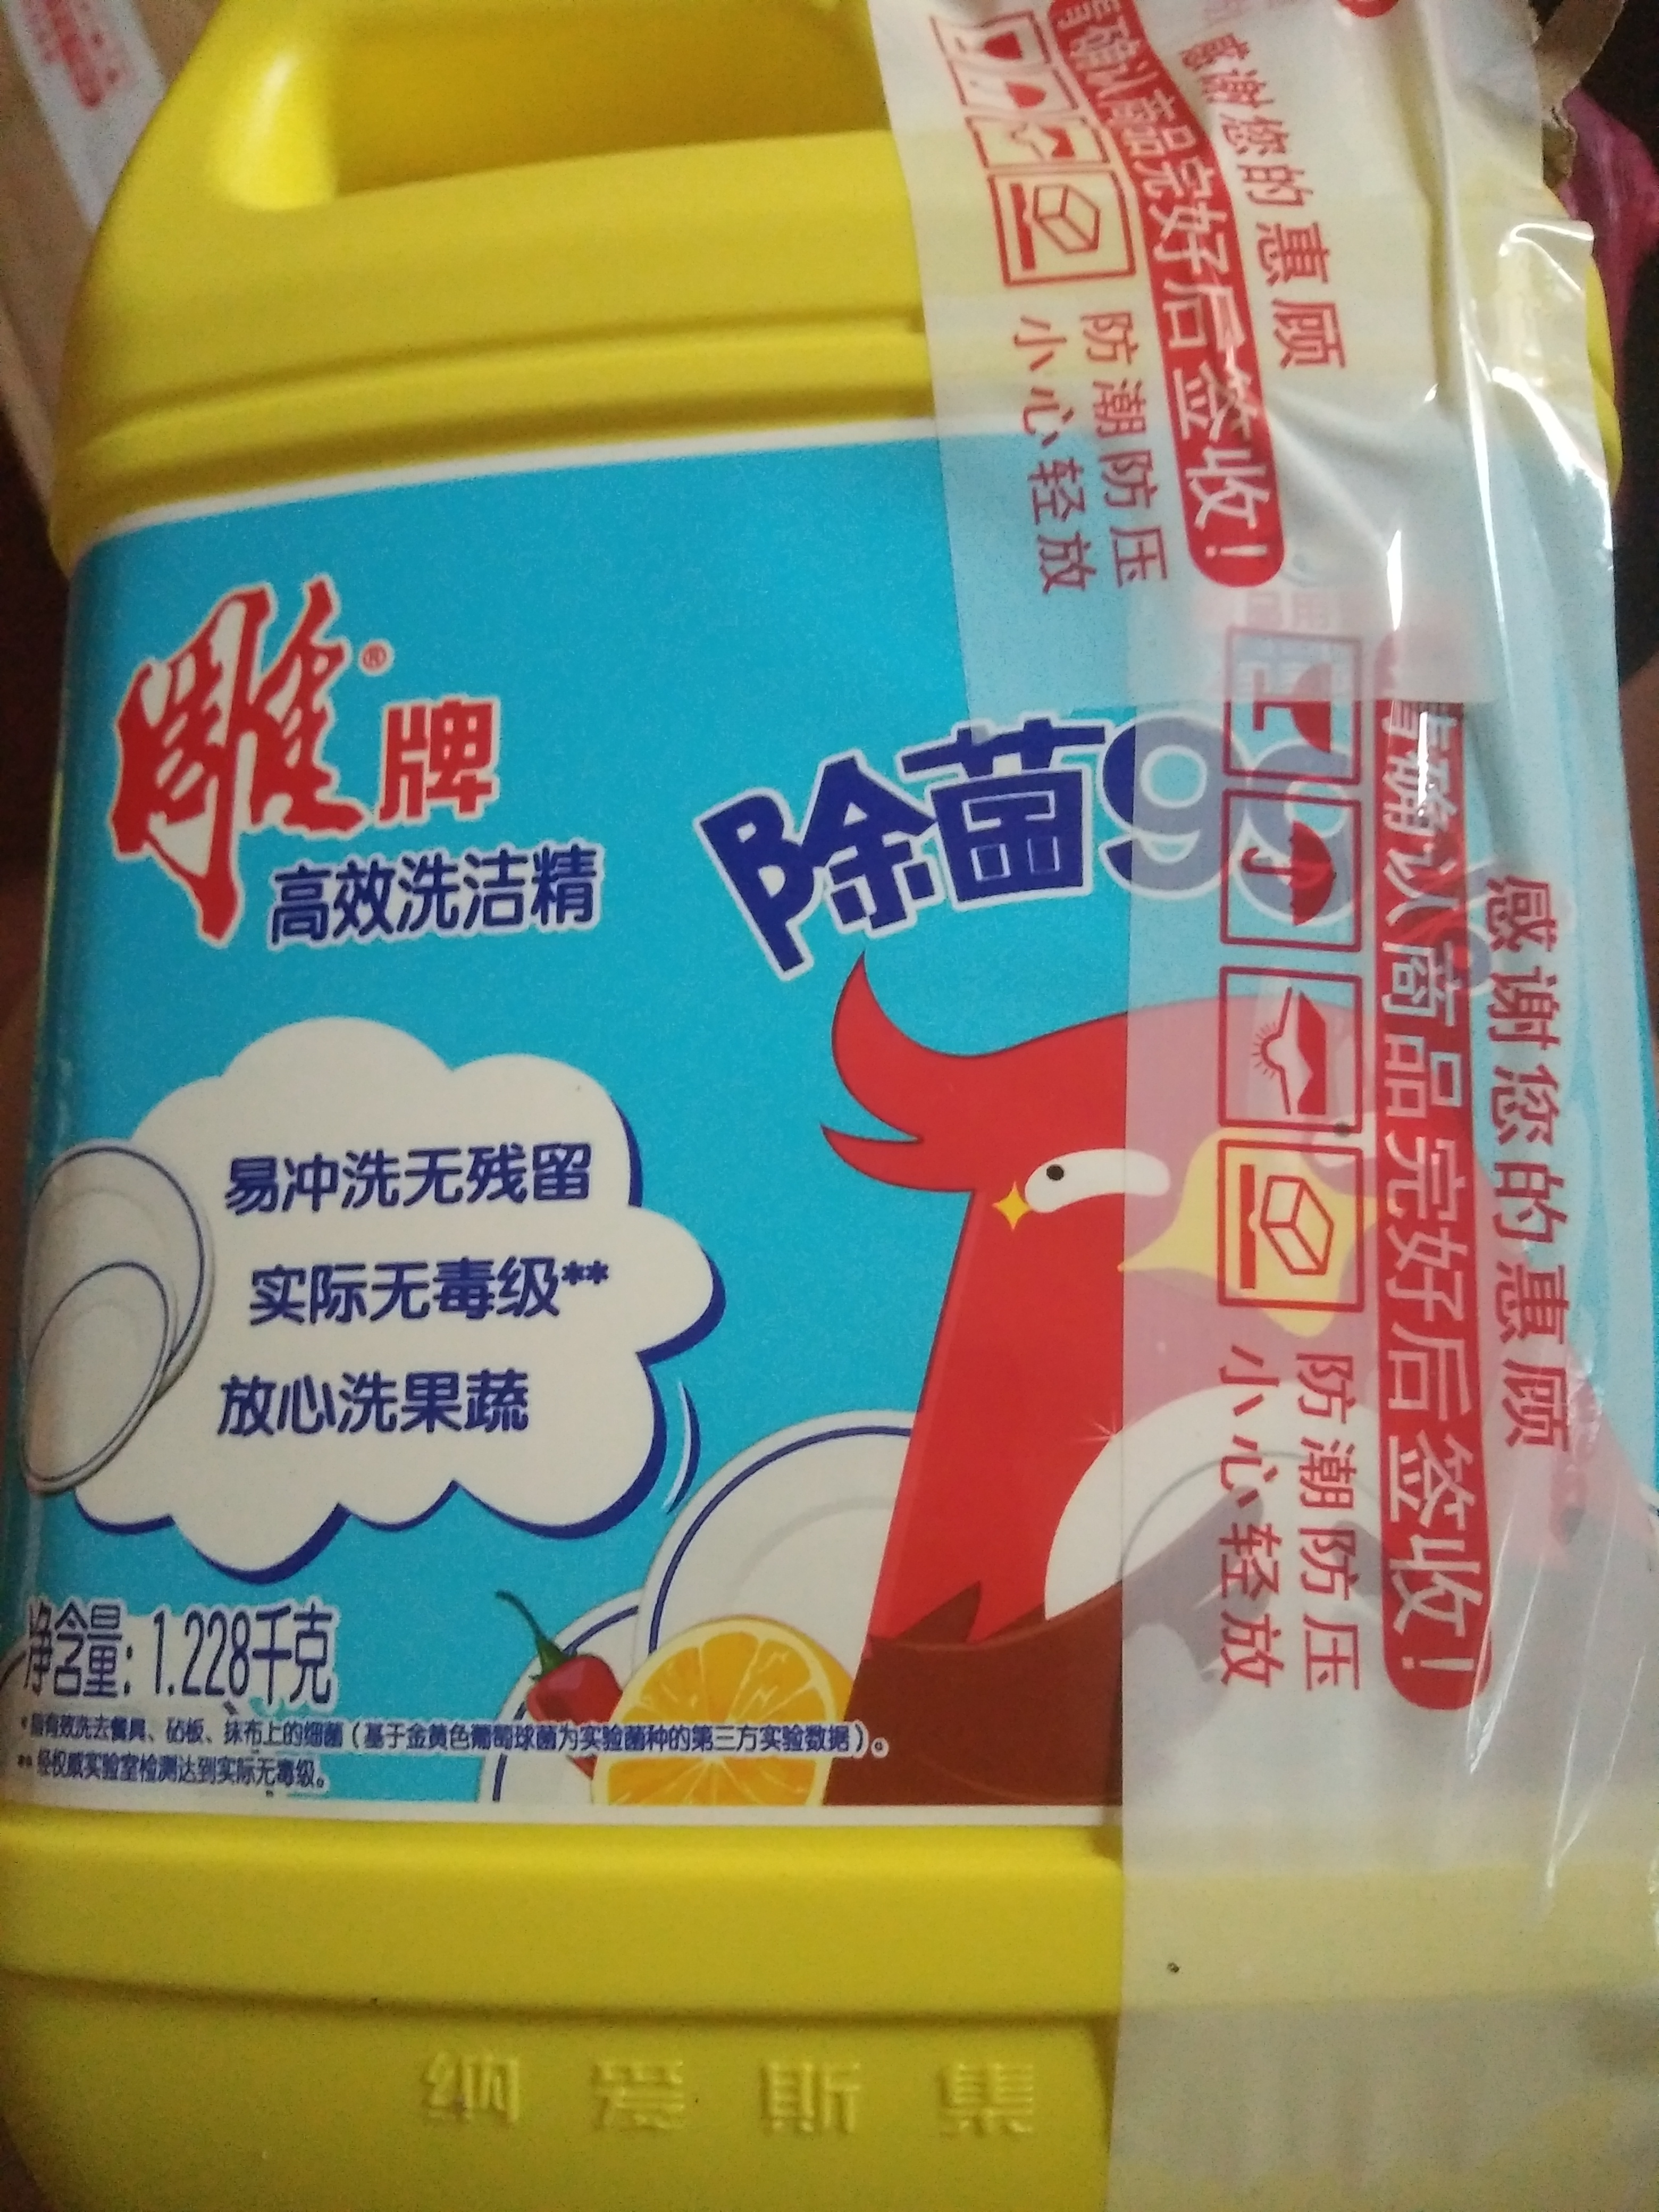 牌®
高效洗洁精
除菌99
易冲洗无残留
实际无毒级**
放心洗果蔬
净含量：1.228千克
*能有效洗去餐具、砧板、抹布上的细菌（基于金黄色葡萄球菌为实验菌种的第三方实验数据）。
**经权威实验室检测达到实际无毒级。
纳爱斯集
感谢您的惠顾
请确认商品完好后签收！
防潮防压
小心轻放
感谢您的惠顾
请确认商品完好后签收！
防潮防压
小心轻放